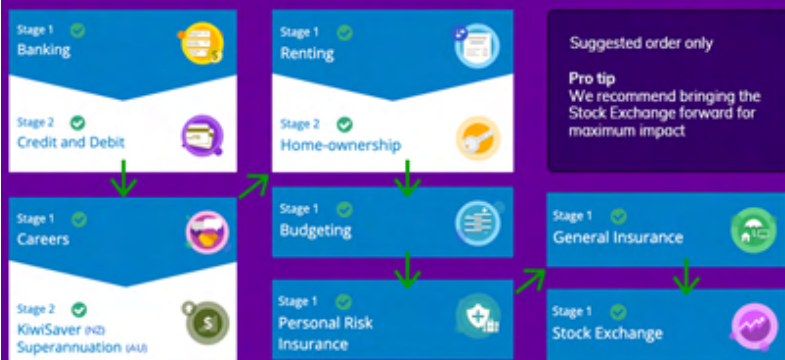 Stage 1
Banking
Stage 2
Credit and Debit
Stage 1
Careers
Stage 2
KiwiSaver (NZ)
Superannuation (AU)
Stage 1
Renting
Stage 2
Home-ownership
Stage 1
Budgeting
Stage 1
Personal Risk
Insurance
Suggested order only
Pro tip
We recommend bringing the
Stock Exchange forward for
maximum impact
Stage 1
General Insurance
Stage 1
Stock Exchange